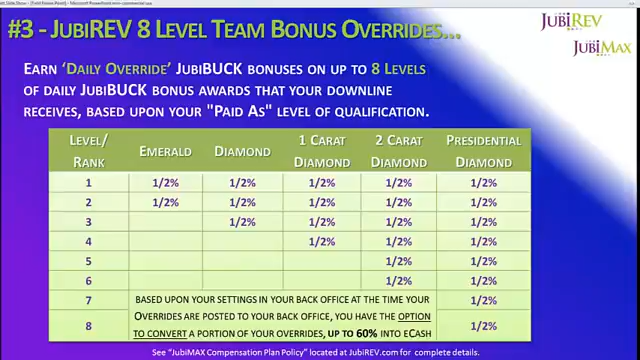 #3 - JubiREV 8 Level Team Bonus Overrides...
JubiRev
JubiMax
Earn 'Daily Override' JubiBUCK bonuses on up to 8 Levels
of daily JubiBUCK bonus awards that your downline
receives, based upon your "Paid As" level of qualification.
Level/ Rank Emerald Diamond 1 Carat Diamond 2 Carat Diamond Presidential Diamond
1 1/2% 1/2% 1/2% 1/2% 1/2%
2 1/2% 1/2% 1/2% 1/2% 1/2%
3 1/2% 1/2% 1/2% 1/2%
4 1/2% 1/2% 1/2%
5 1/2% 1/2%
6 1/2% 1/2%
7 1/2%
8 1/2%
based upon your settings in your back office at the time your
Overrides are posted to your back office, you have the option
to convert a portion of your overrides, up to 60% into eCash
See "JubiMAX Compensation Plan Policy" located at JubiREV.com for complete details.